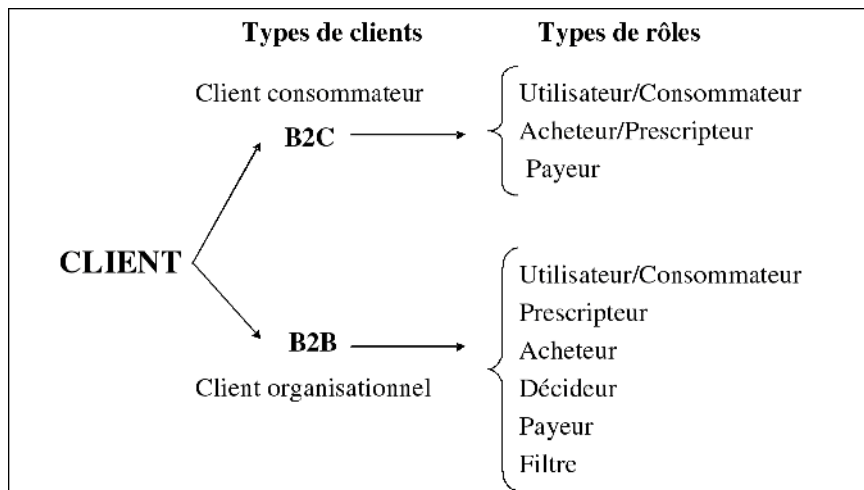 Types de clients
Types de rôles
Client consommateur
B2C
Utilisateur/Consommateur
Acheteur/Prescripteur
Payeur
CLIENT
B2B
Client organisationnel
Utilisateur/Consommateur
Prescripteur
Acheteur
Décideur
Payeur
Filtre